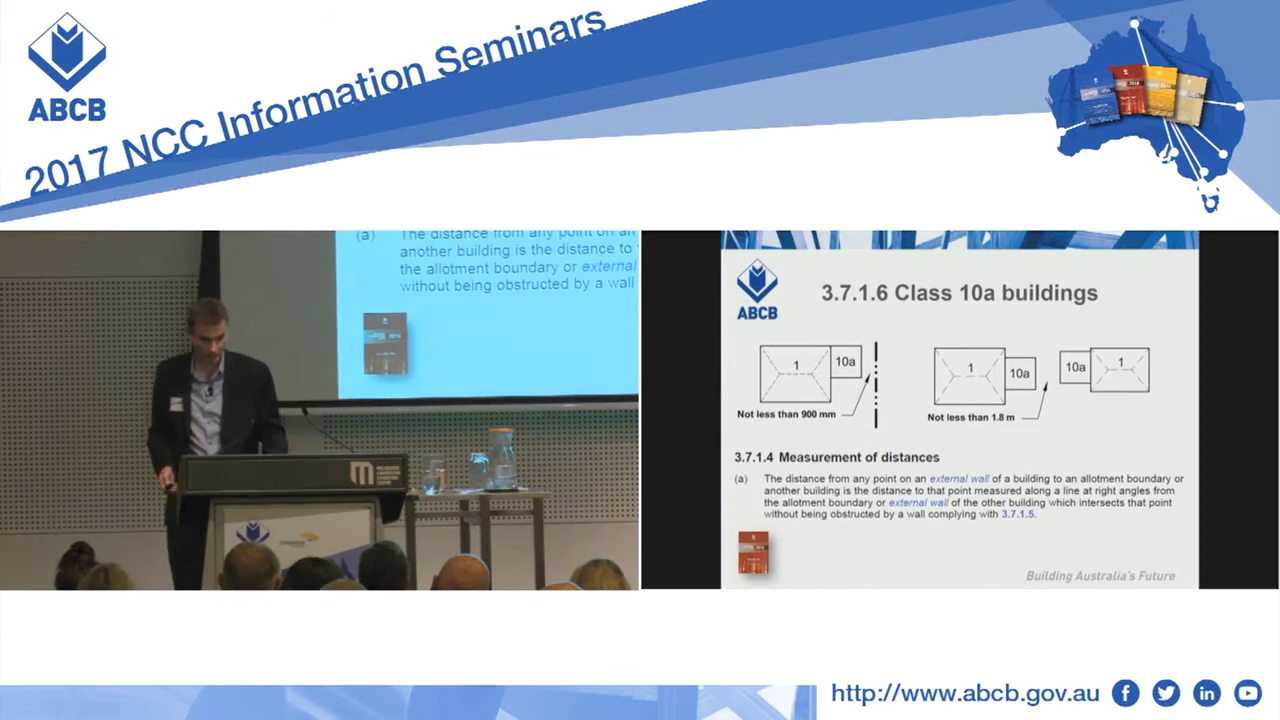 ABCB
2017 NCC Information Seminars
(a) The distance from any point on an
another building is the distance to
the allotment boundary or external
without being obstructed by a wall
M
ABCB
3.7.1.6 Class 10a buildings
1
10a
1
10a
10a
1
Not less than 900 mm
Not less than 1.8 m
3.7.1.4 Measurement of distances
(a) The distance from any point on an external wall of a building to an allotment boundary or
another building is the distance to that point measured along a line at right angles from
the allotment boundary or external wall of the other building which intersects that point
without being obstructed by a wall complying with 3.7.1.5.
Building Australia's Future
http://www.abcb.gov.au